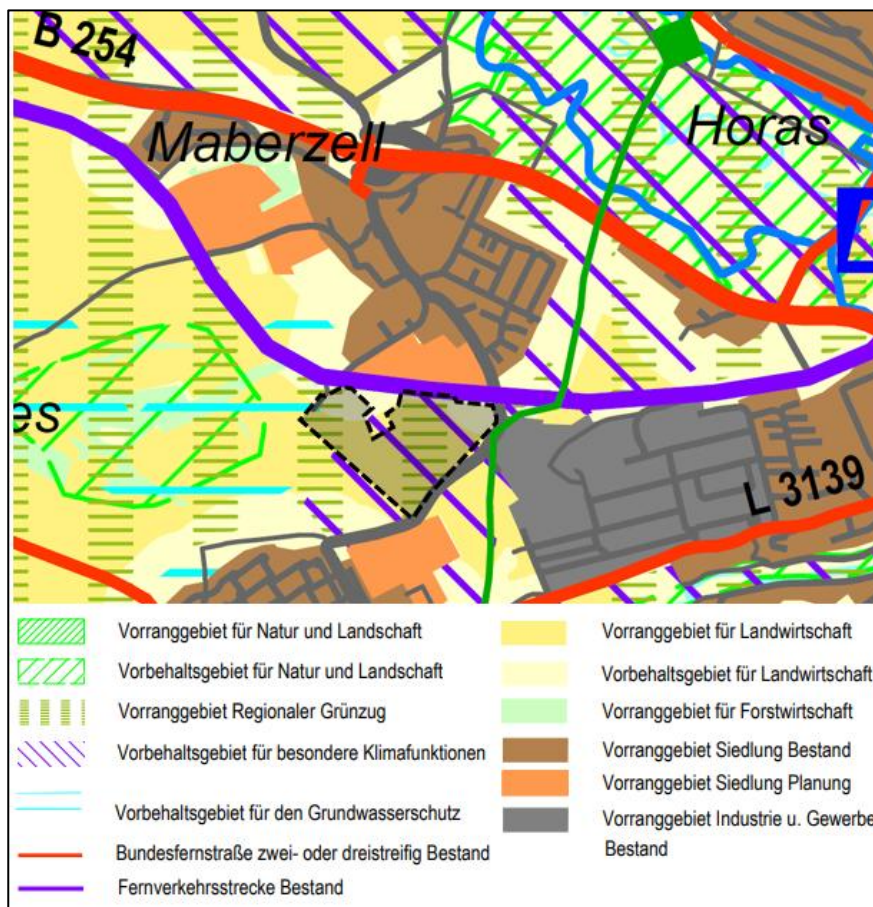 B 254
Maberzell
Horas
es
L 3139
Vorranggebiet für Natur und Landschaft
Vorbehaltsgebiet für Natur und Landschaft
Vorranggebiet Regionaler Grünzug
Vorbehaltsgebiet für besondere Klimafunktionen
Vorbehaltsgebiet für den Grundwasserschutz
Bundesfernstraße zwei- oder dreistreifig Bestand
Fernverkehrsstrecke Bestand
Vorranggebiet für Landwirtschaft
Vorbehaltsgebiet für Landwirtschaft
Vorranggebiet für Forstwirtschaft
Vorranggebiet Siedlung Bestand
Vorranggebiet Siedlung Planung
Vorranggebiet Industrie u. Gewerbe
Bestand